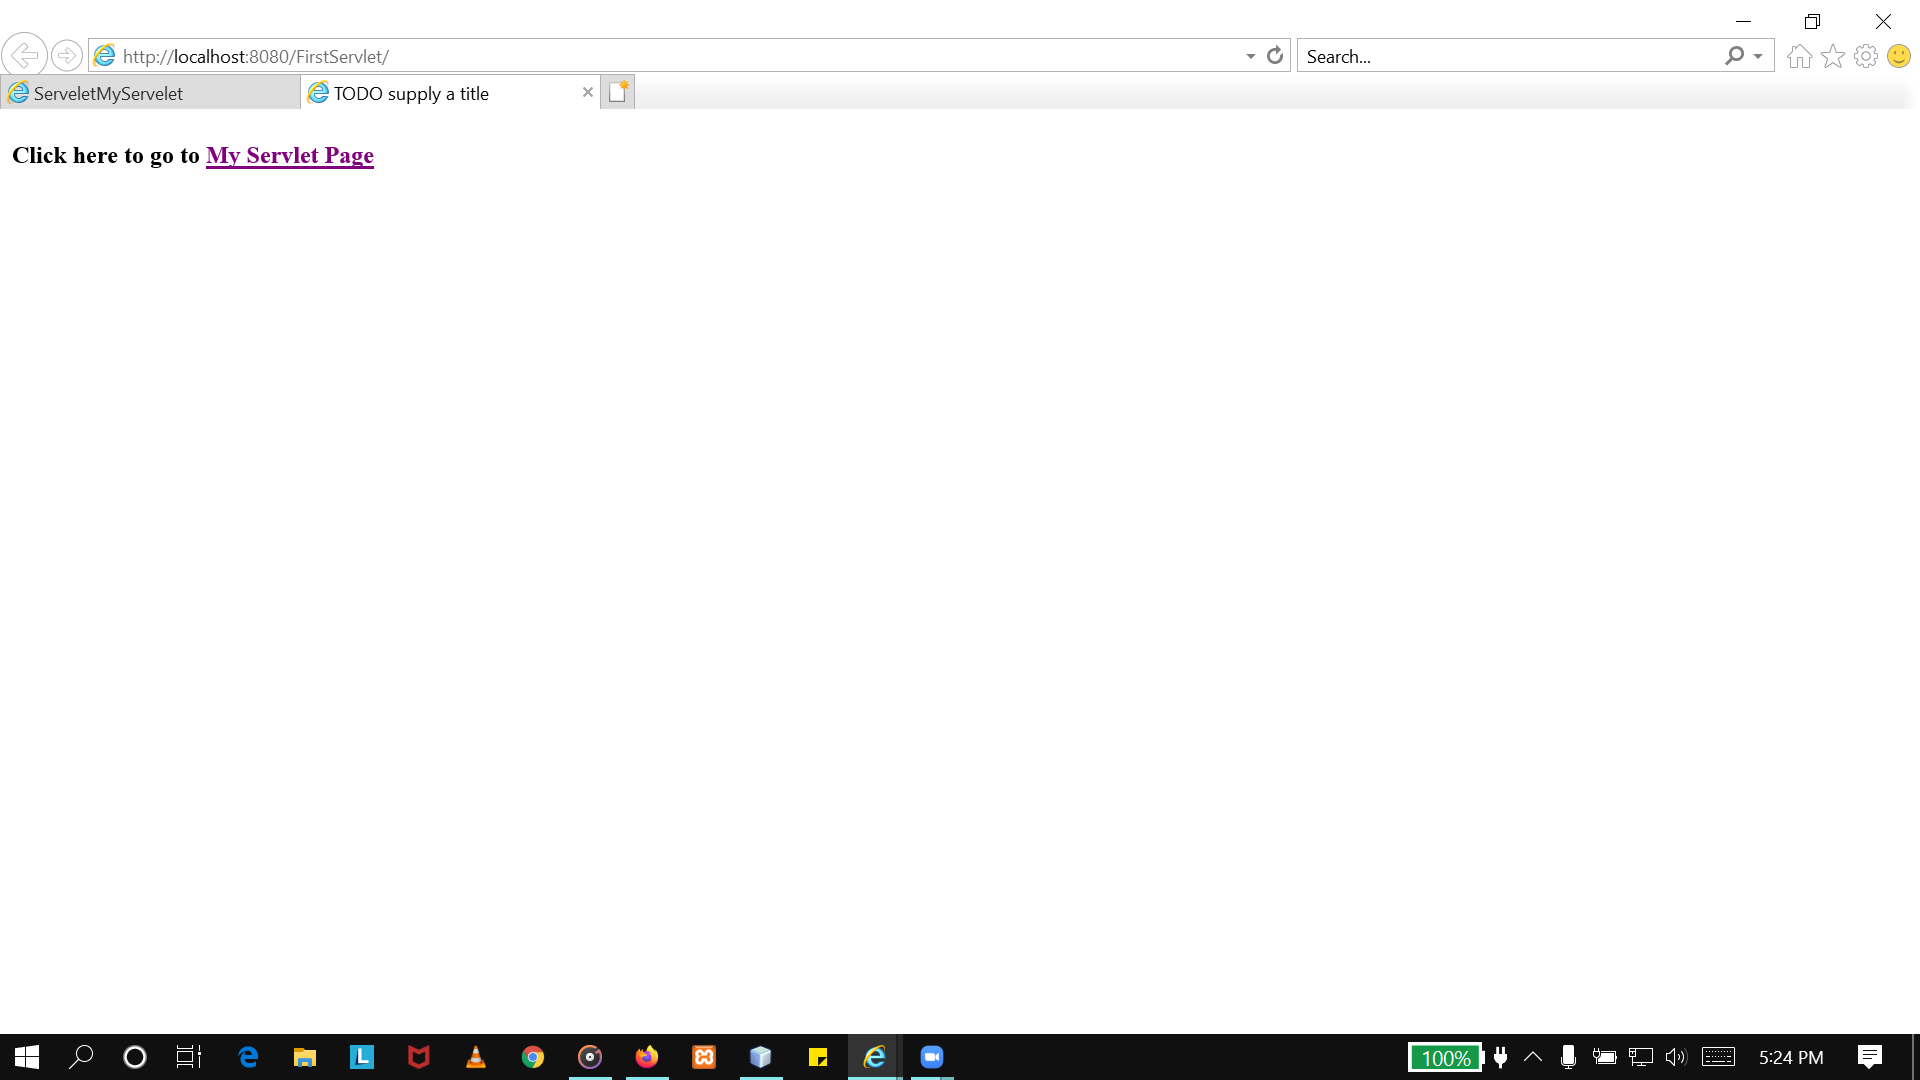 http://localhost:8080/FirstServlet/
Search...
ServeletMyServelet
TODO supply a title
Click here to go to My Servlet Page
L
100%
5:24 PM